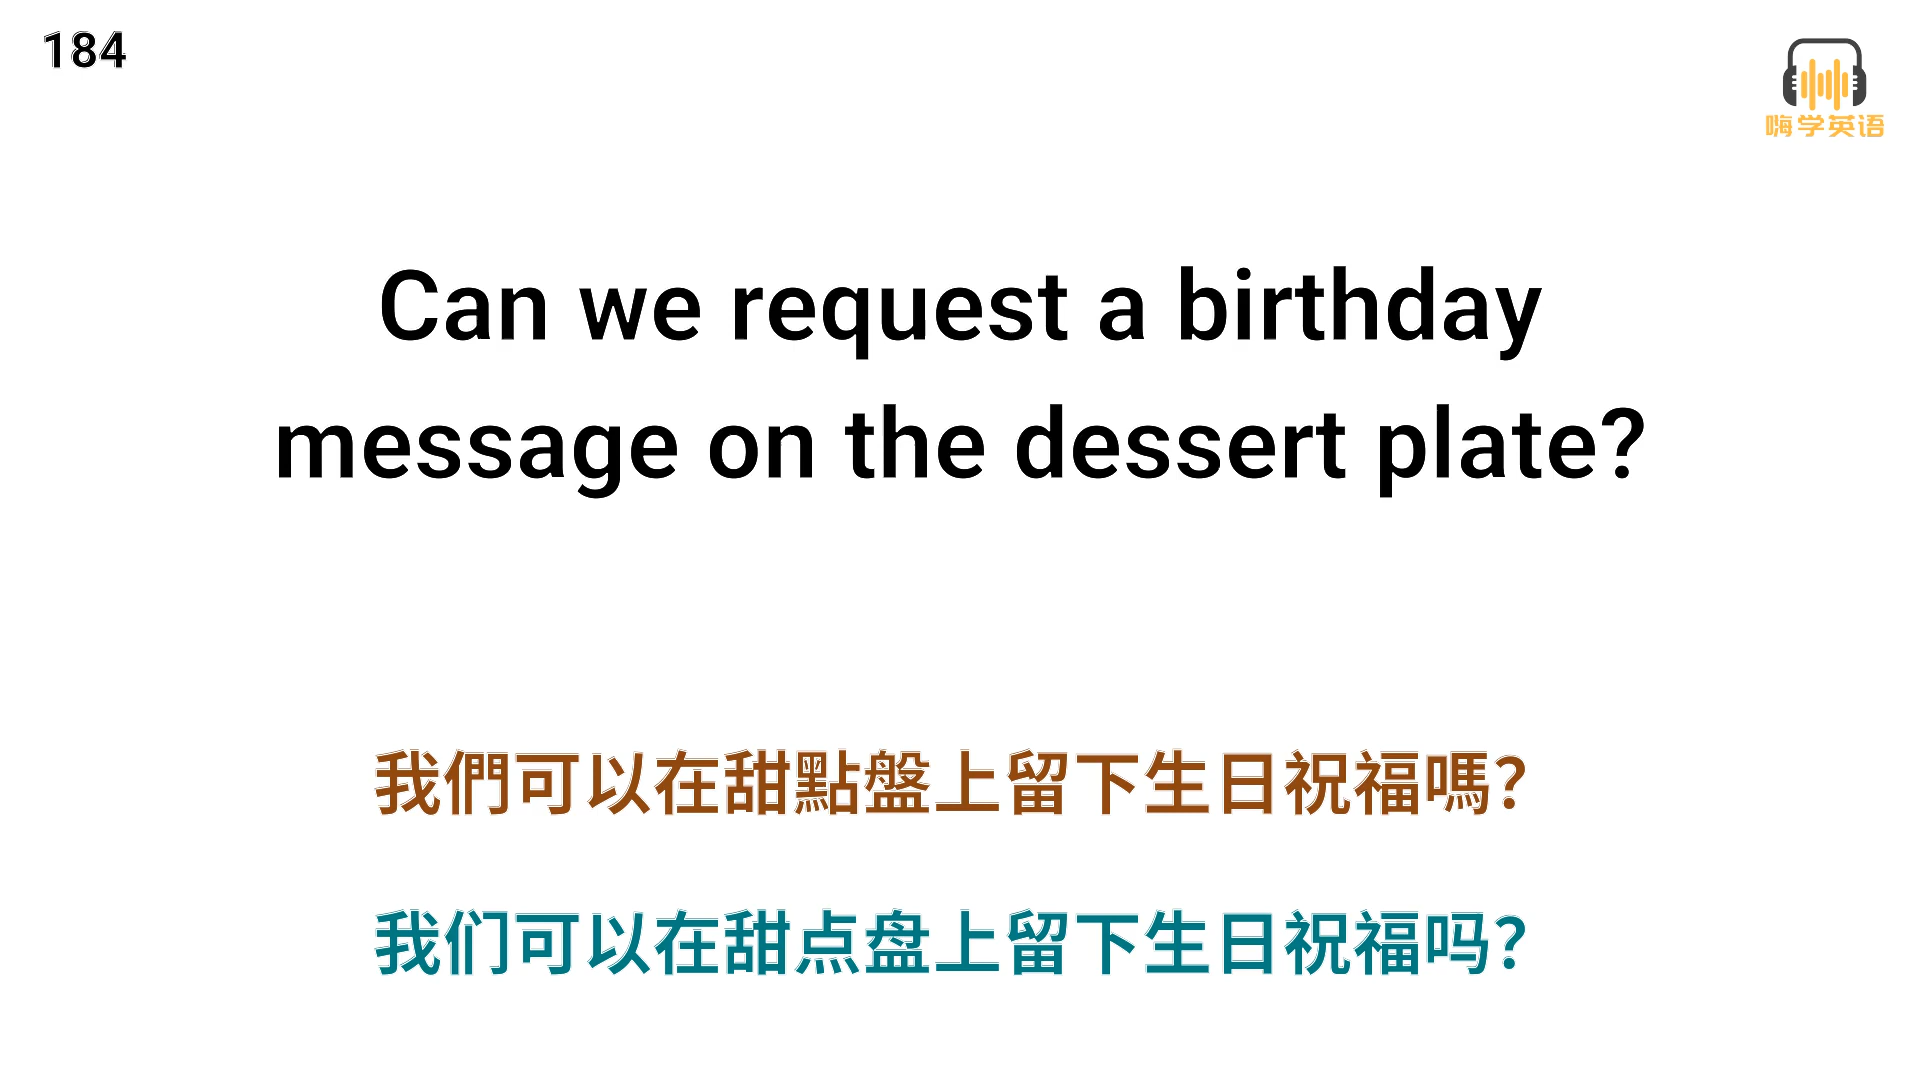 184
嗨学英语
Can we request a birthday
message on the dessert plate?
我們可以在甜點盤上留下生日祝福嗎？
我们可以在甜点盘上留下生日祝福吗？